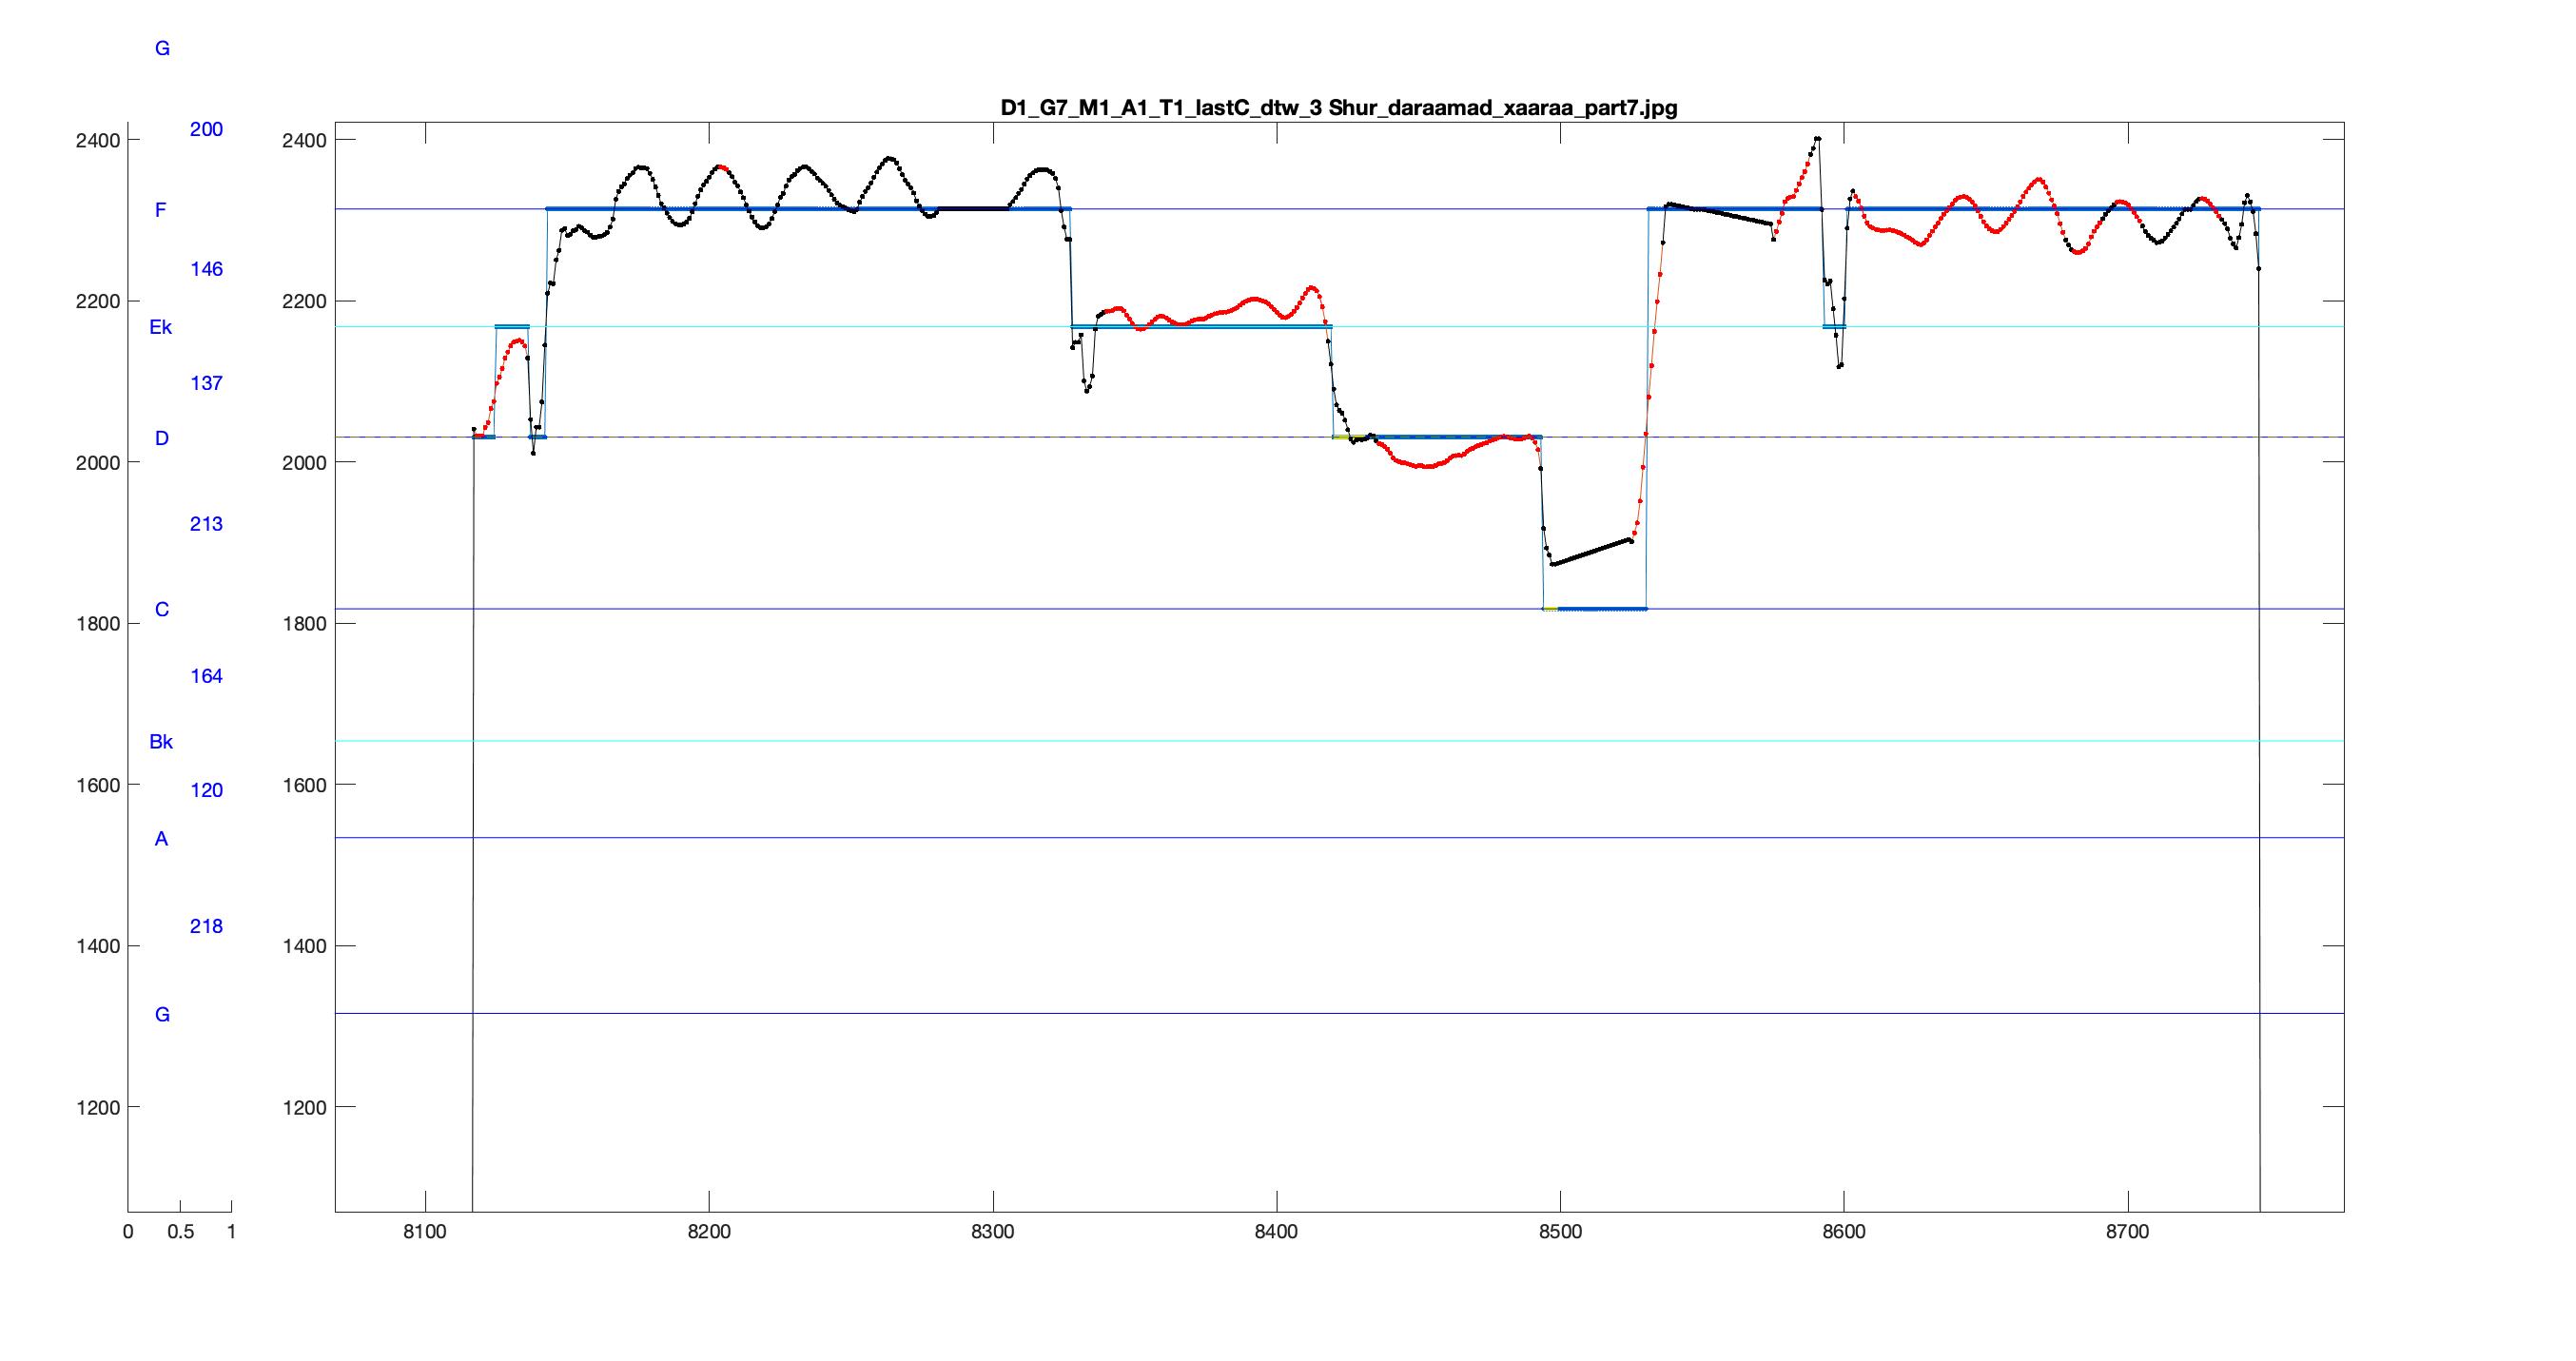 G
D1_G7_M1_A1_T1_lastC_dtw_3 Shur_daraamad_xaaraa_part7.jpg
200
2400 2400
F
146
2200 2200
Ek
137
D
2000 2000
213
C
1800 1800
164
Bk
1600 1600
120
A
218
1400 1400
G
1200 1200
0 0.5 1 8100 8200 8300 8400 8500 8600 8700